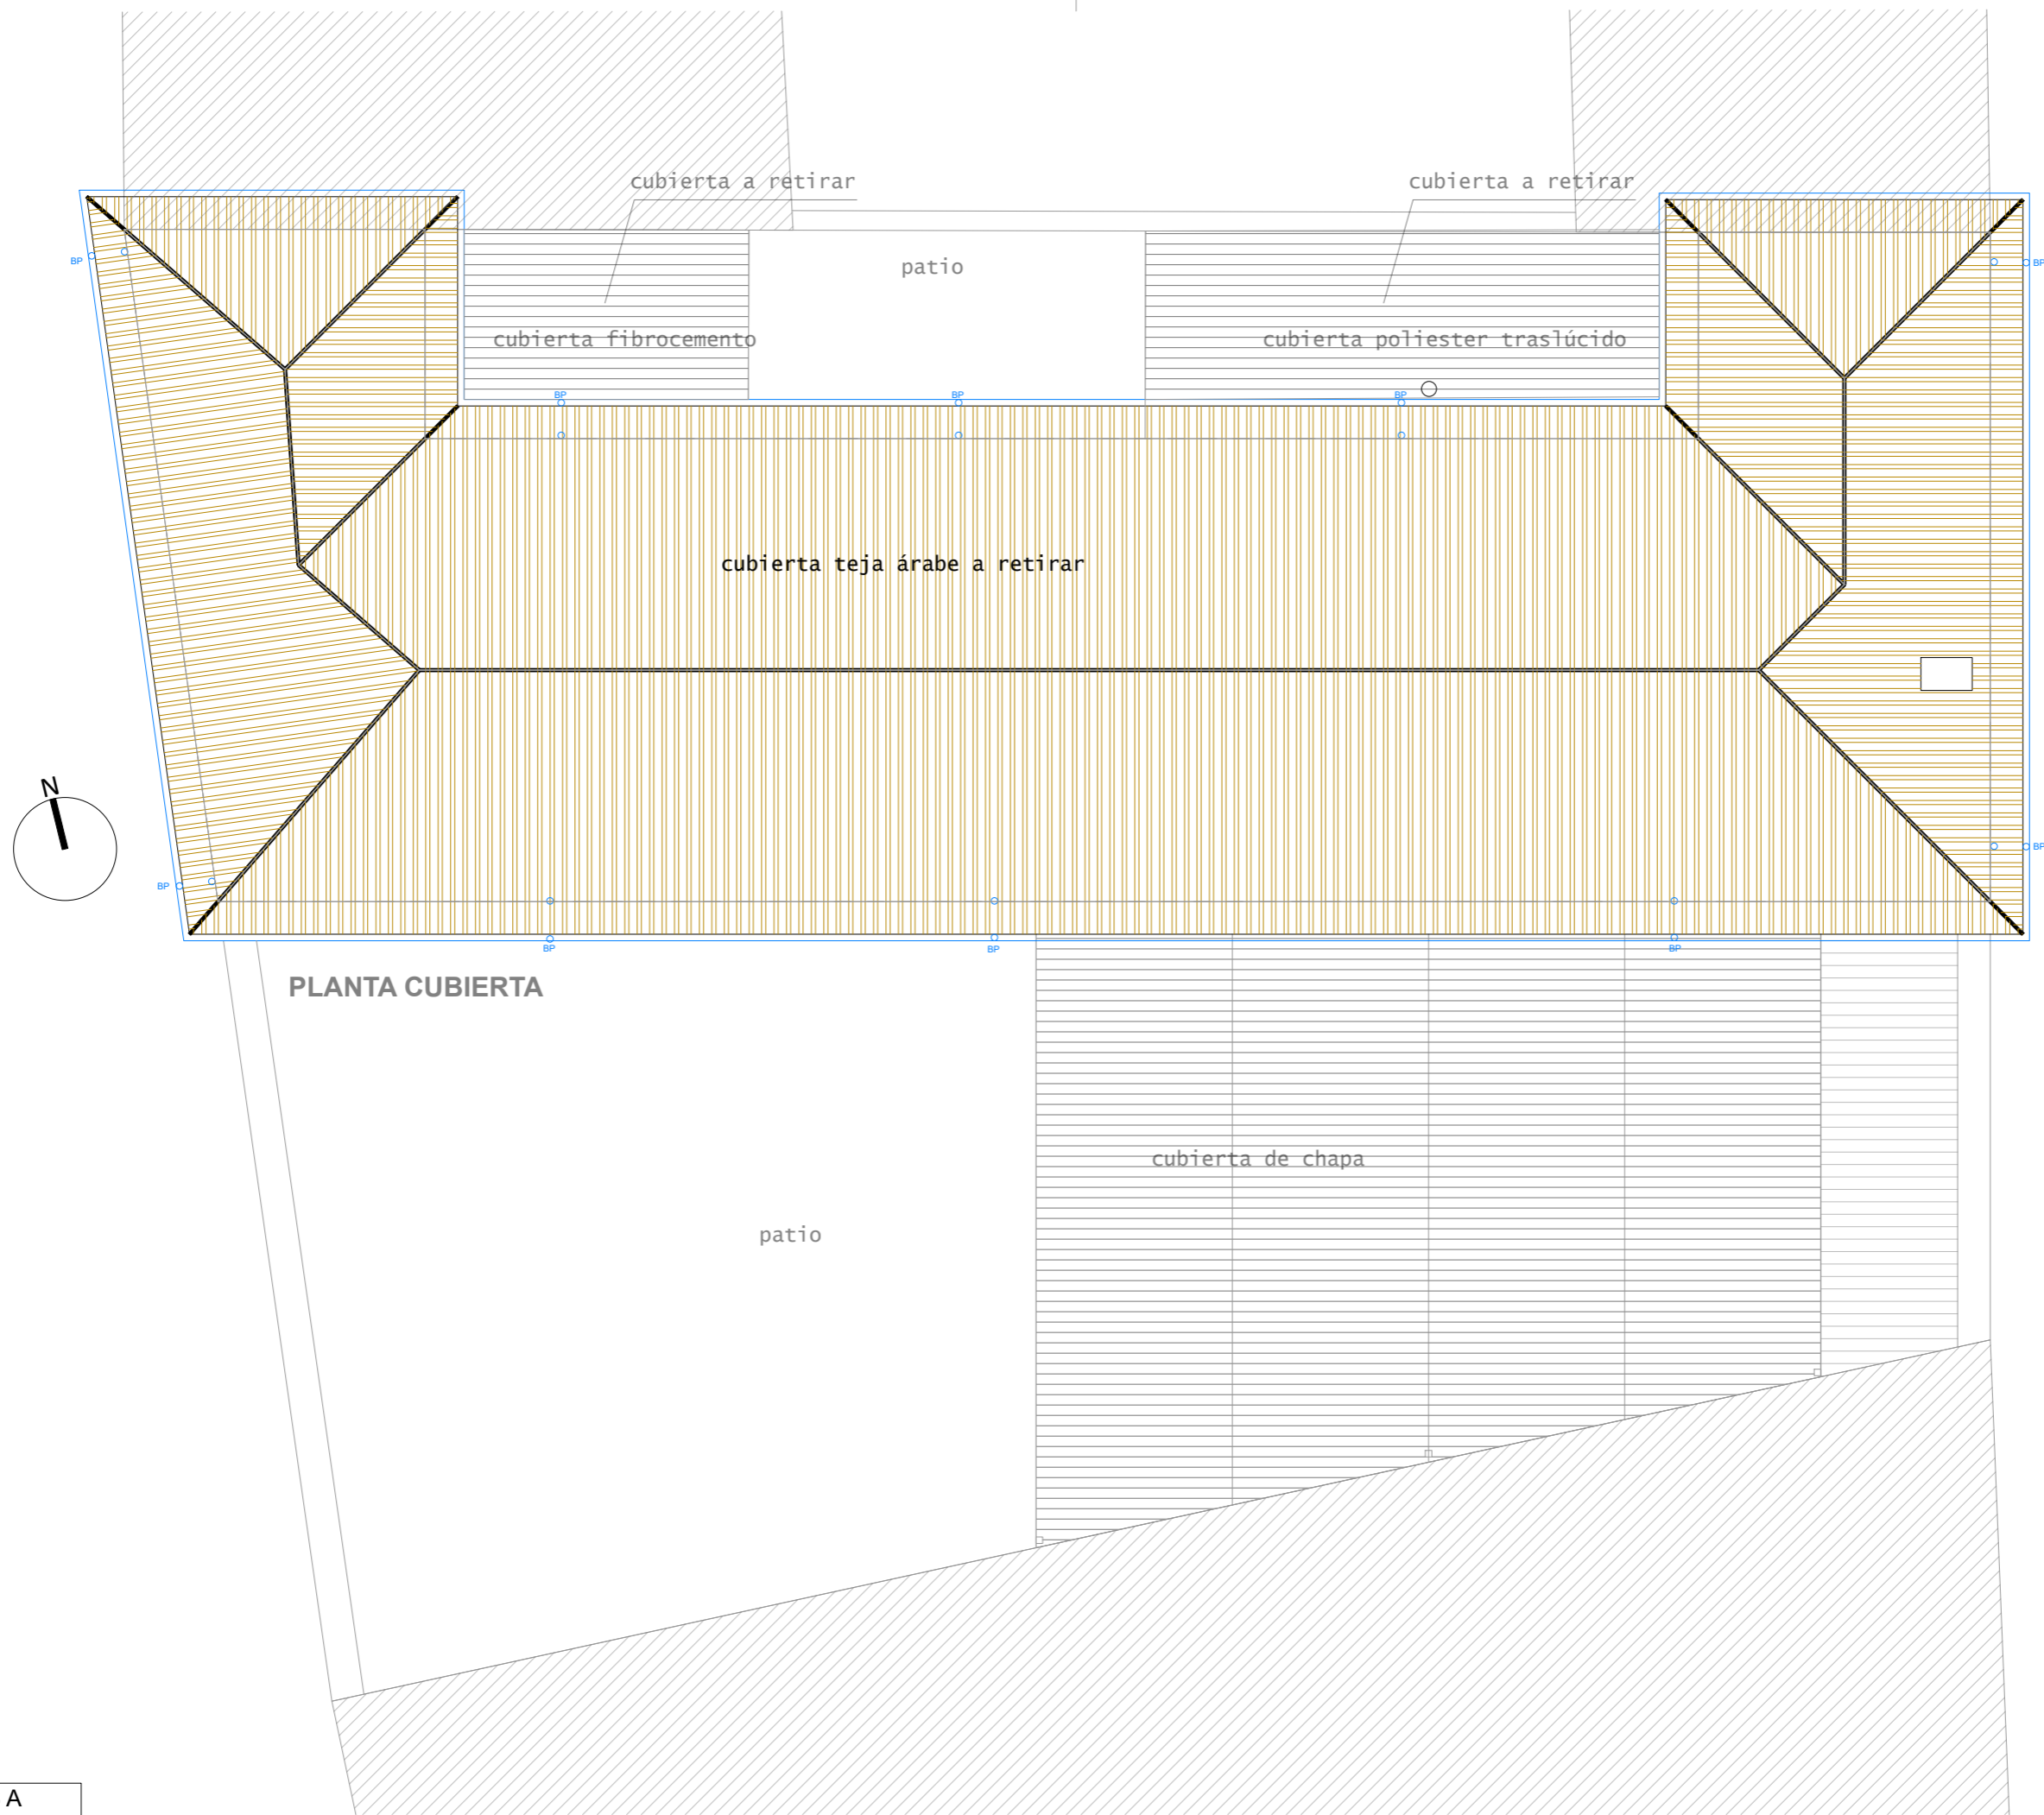 cubierta a retirar
cubierta a retirar
BP
patio
BP
cubierta fibrocemento
cubierta poliester traslúcido
BP
BP
BP
cubierta teja árabe a retirar
N
BP
BP
BP
BP
BP
PLANTA CUBIERTA
cubierta de chapa
patio
A